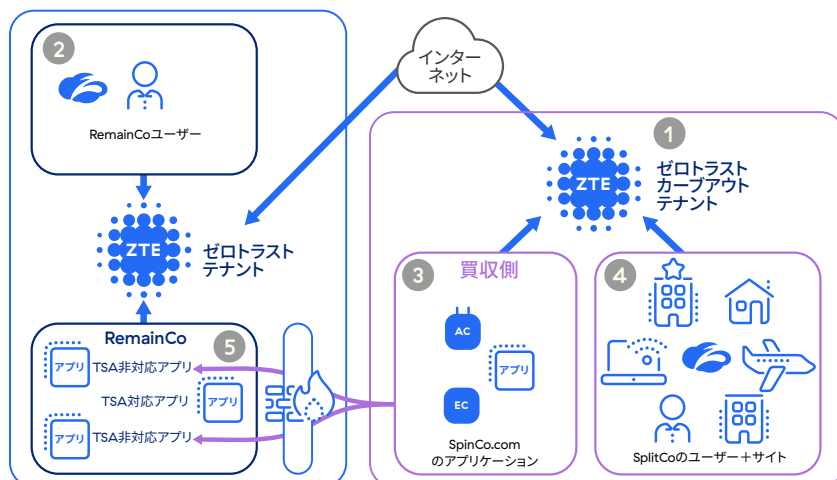 2
RemainCoユーザー
インター
ネット
1
ZTE
ゼロトラスト
カーブアウト
テナント
ZTE
ゼロトラスト
テナント
RemainCo
5
アプリ
TSA非対応アプリ
TSA対応アプリ
アプリ
アプリ
TSA非対応アプリ
3
買収側
AC
アプリ
EC
SpinCo.com
のアプリケーション
4
SplitCoのユーザー＋サイト